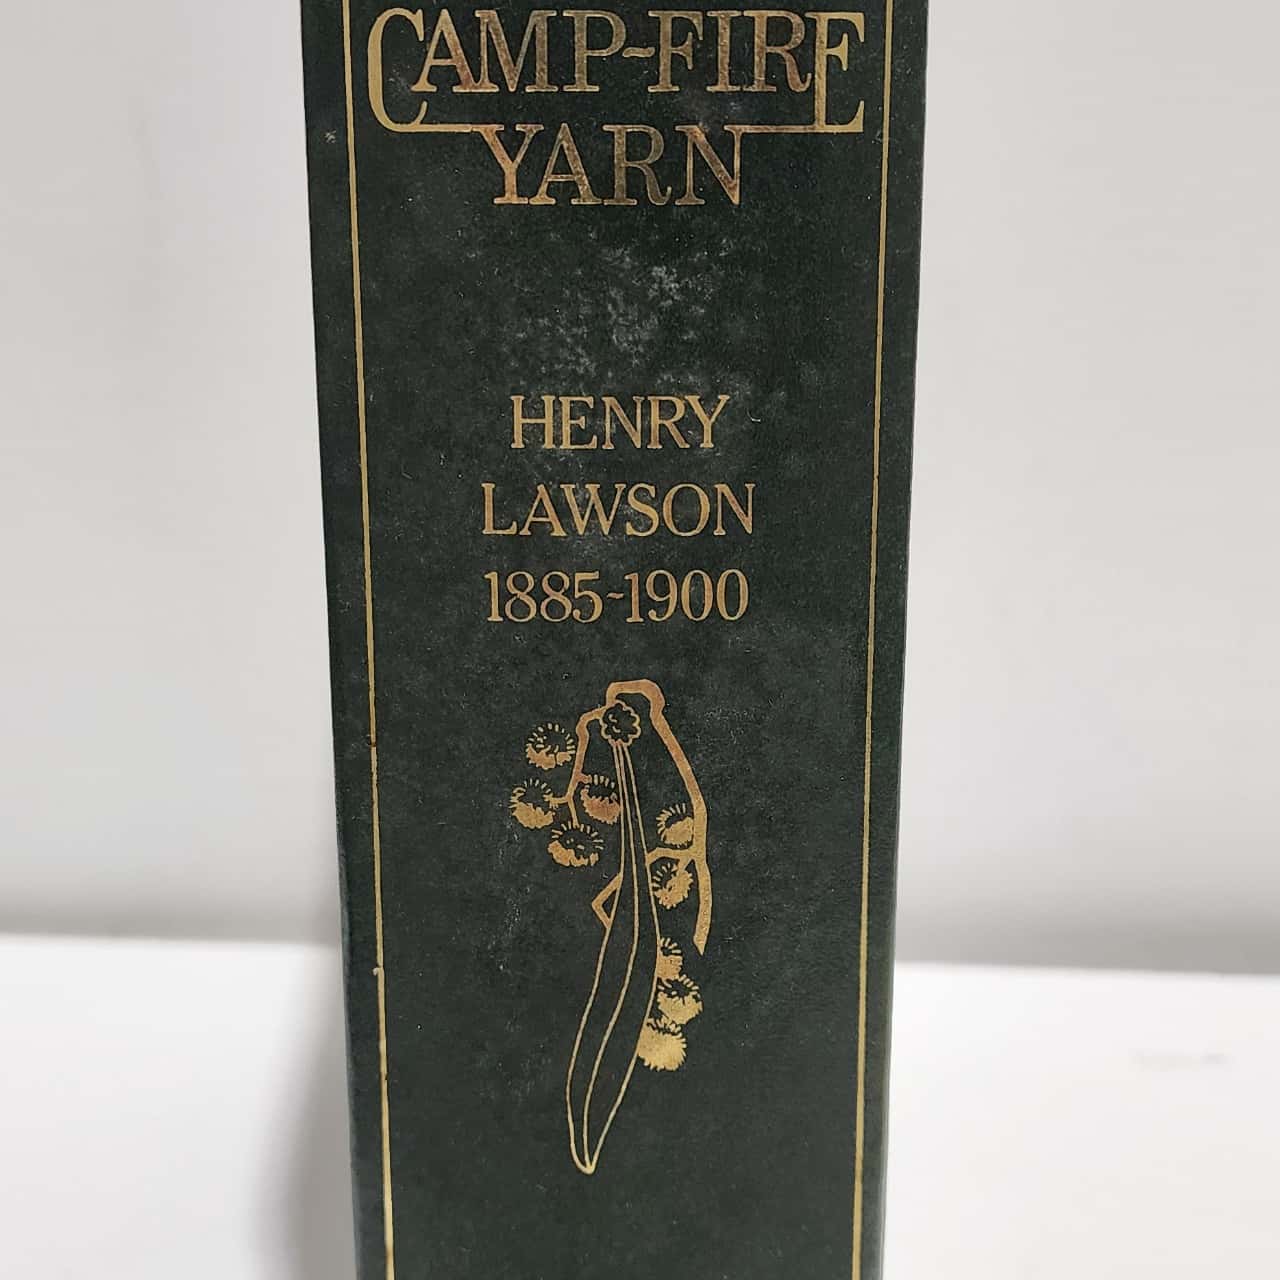 CAMP-FIRE
YARN
HENRY
LAWSON
1885-1900